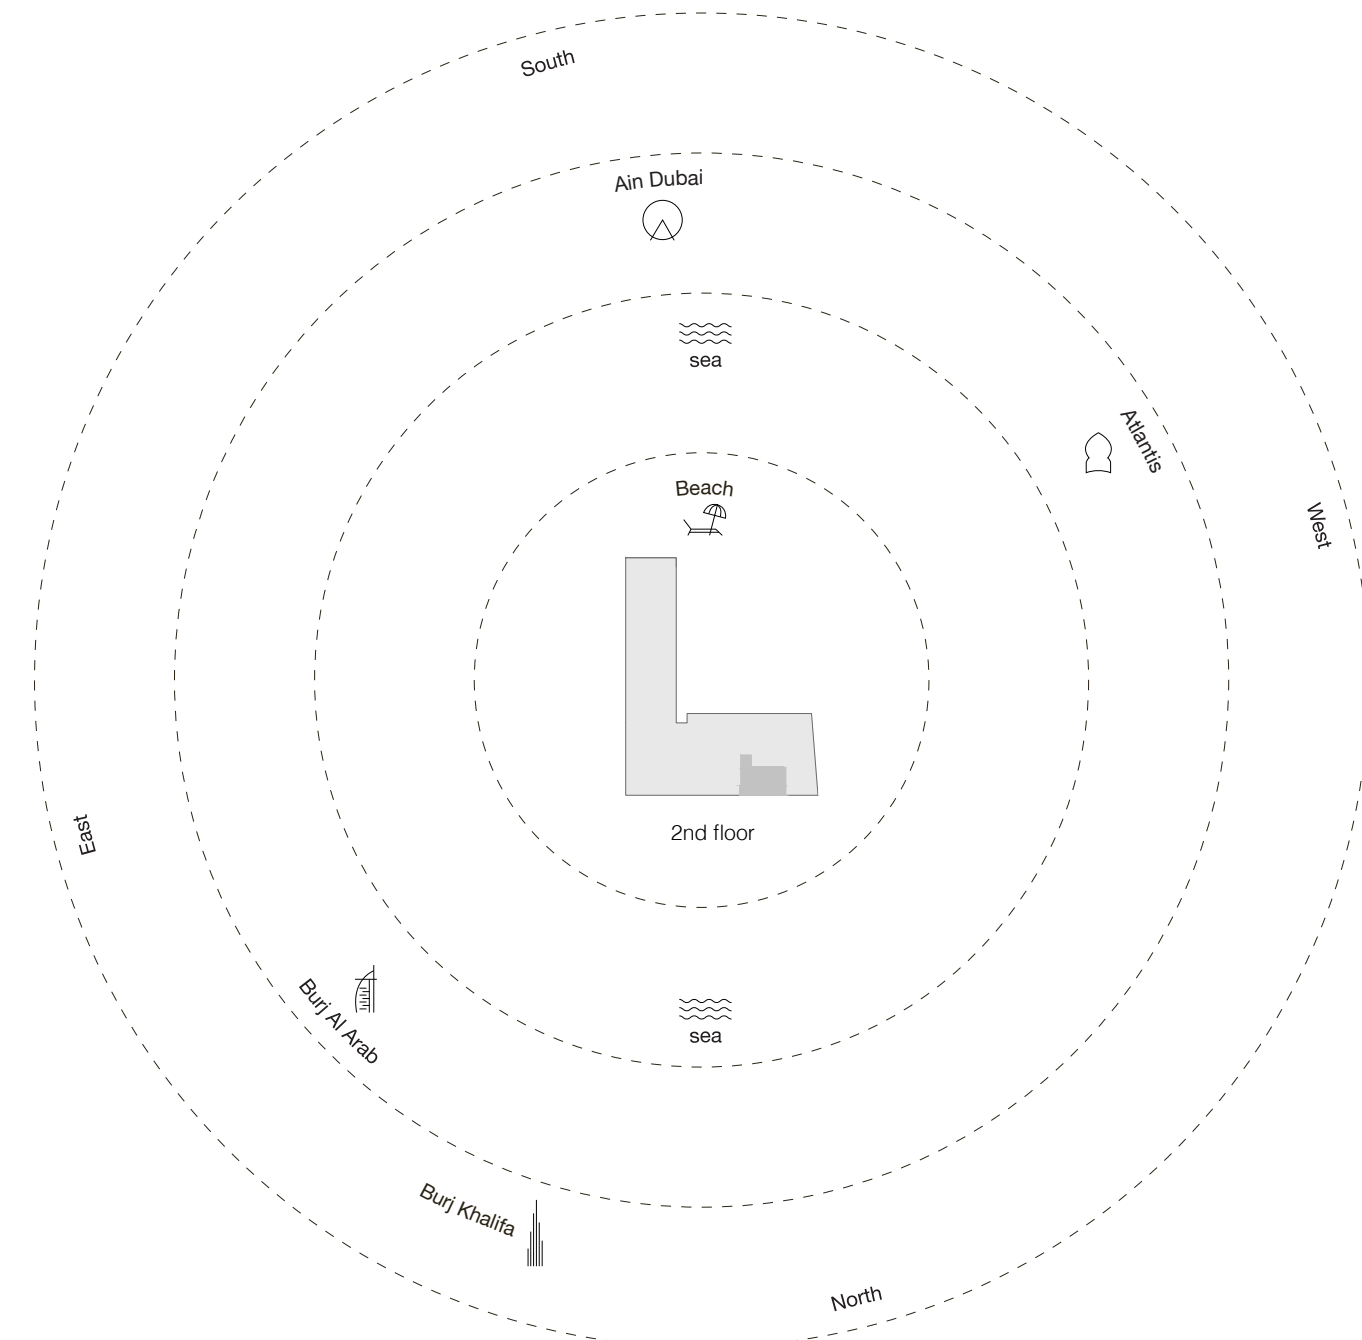 South
Ain Dubai
sea
Atlantis
Beach
West
2nd floor
East
Burj Al Arab
sea
Burj Khalifa
North